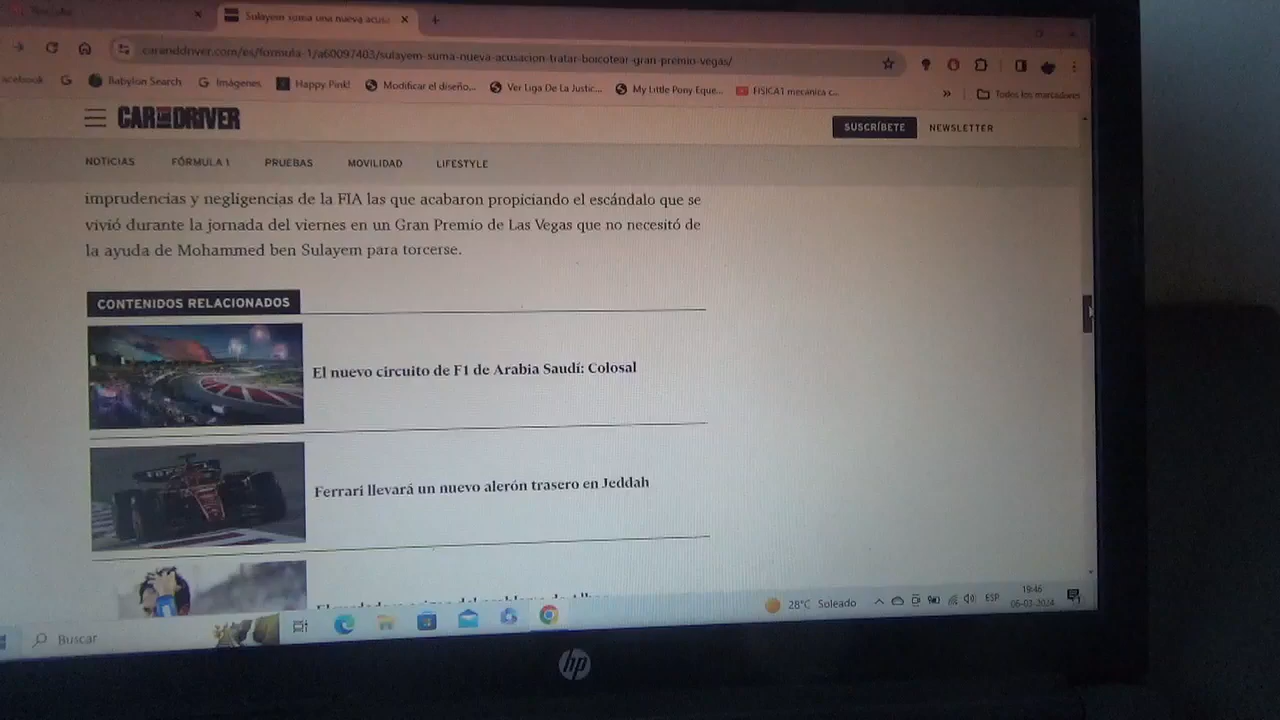 Sulayem suma una nueva acusa
caranddriver.com/es/formula-1/a60097403/sulayem-suma-nueva-acusacion-tratar-boicotear-gran-premio-vegas/
acebook
Babylon Search
Imágenes
Happy Pink!
Modificar el diseño...
Ver Liga De La Justic...
My Little Pony Eque...
FISICA1 mecánica c...
»
Todos los marcadores
CAR AND DRIVER
SUSCRÍBETE
NEWSLETTER
NOTICIAS
FÓRMULA 1
PRUEBAS
MOVILIDAD
LIFESTYLE
imprudencias y negligencias de la FIA las que acabaron propiciando el escándalo que se
vivió durante la jornada del viernes en un Gran Premio de Las Vegas que no necesitó de
la ayuda de Mohammed ben Sulayem para torcerse.
CONTENIDOS RELACIONADOS
El nuevo circuito de F1 de Arabia Saudí: Colosal
Ferrari llevará un nuevo alerón trasero en Jeddah
Buscar
28°C Soleado
ESP
19:46
06-03-2024
hp